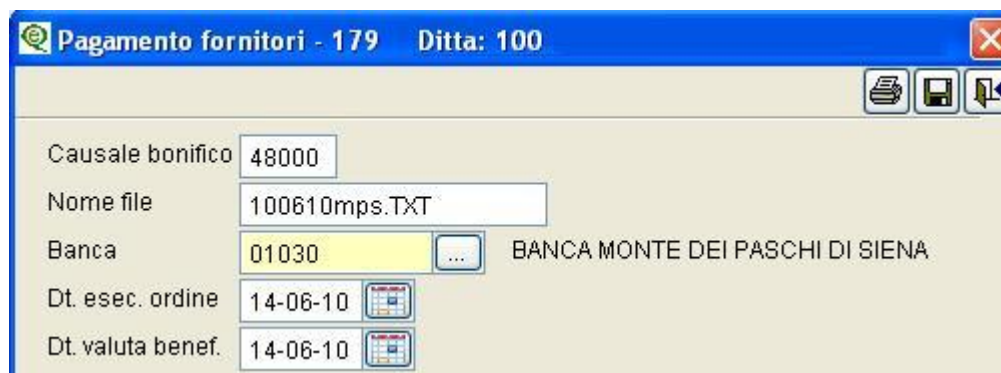 Pagamento fornitori - 179 Ditta: 100
Causale bonifico 48000
Nome file 100610mps.TXT
Banca 01030 ... BANCA MONTE DEI PASCHI DI SIENA
Dt. esec. ordine 14-06-10
Dt. valuta benef. 14-06-10